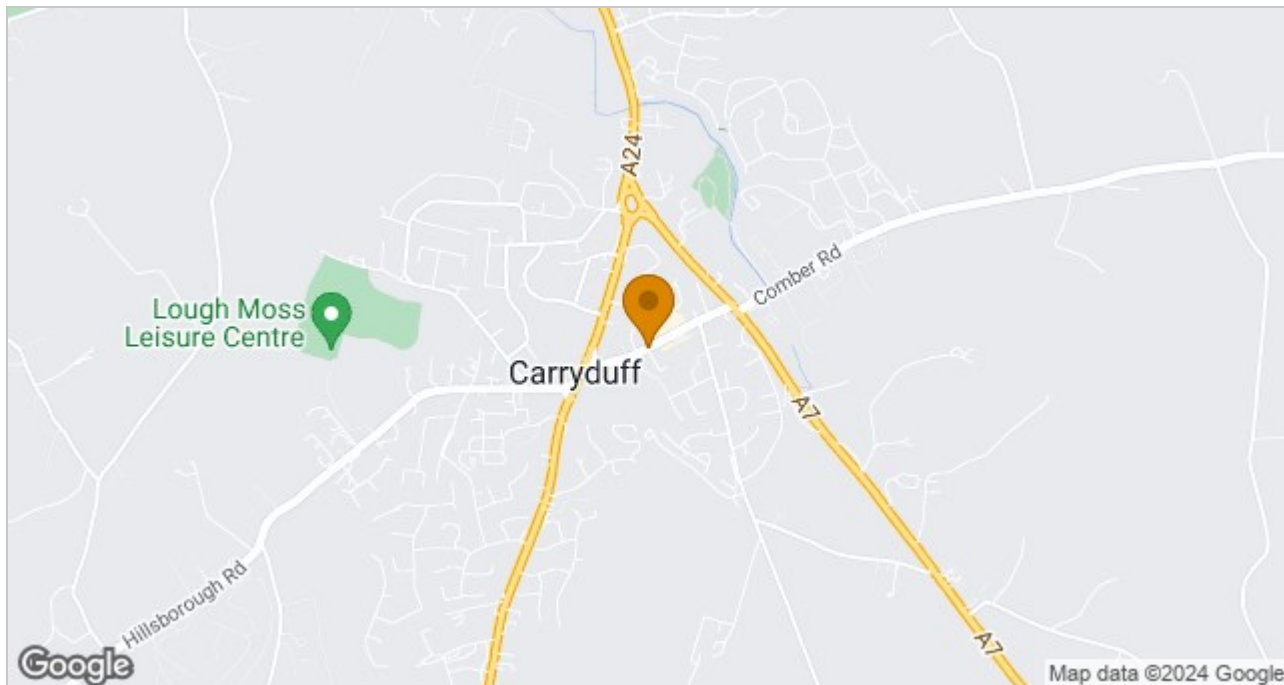 A24
Comber Rd
Lough Moss
Leisure Centre
Carryduff
A7
Hillsborough Rd
A7
Google
Map data ©2024 Google